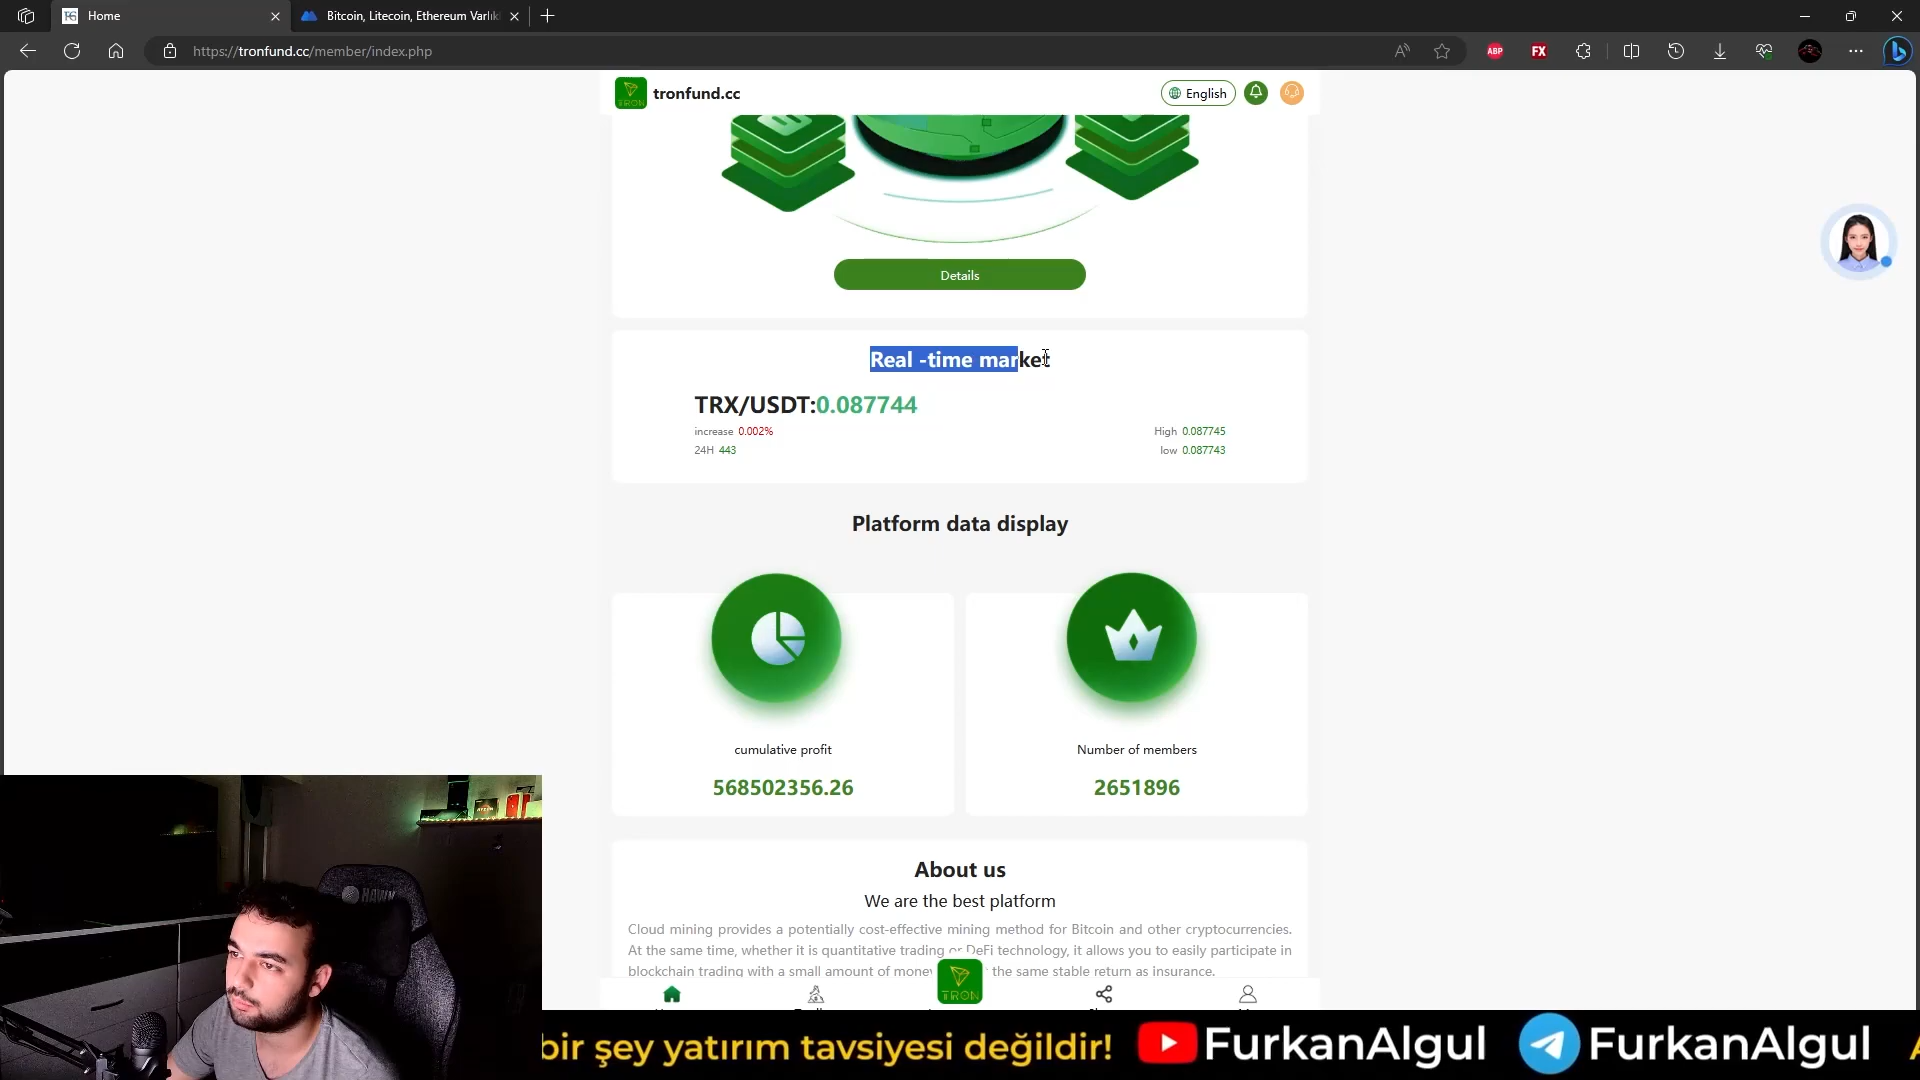 Home
Bitcoin, Litecoin, Ethereum Varlık
https://tronfund.cc/member/index.php
ABP
FX
TRON
tronfund.cc
English
Details
Real -time market
TRX/USDT:0.087744
increase 0.002%
High 0.087745
24H 443
low 0.087743
Platform data display
cumulative profit
Number of members
568502356.26
2651896
About us
We are the best platform
Cloud mining provides a potentially cost-effective mining method for Bitcoin and other cryptocurrencies.
At the same time, whether it is quantitative trading or DeFi technology, it allows you to easily participate in
blockchain trading with a small amount of money the same stable return as insurance.
TRON
bir şey yatırım tavsiyesi değildir! FurkanAlgul FurkanAlgul